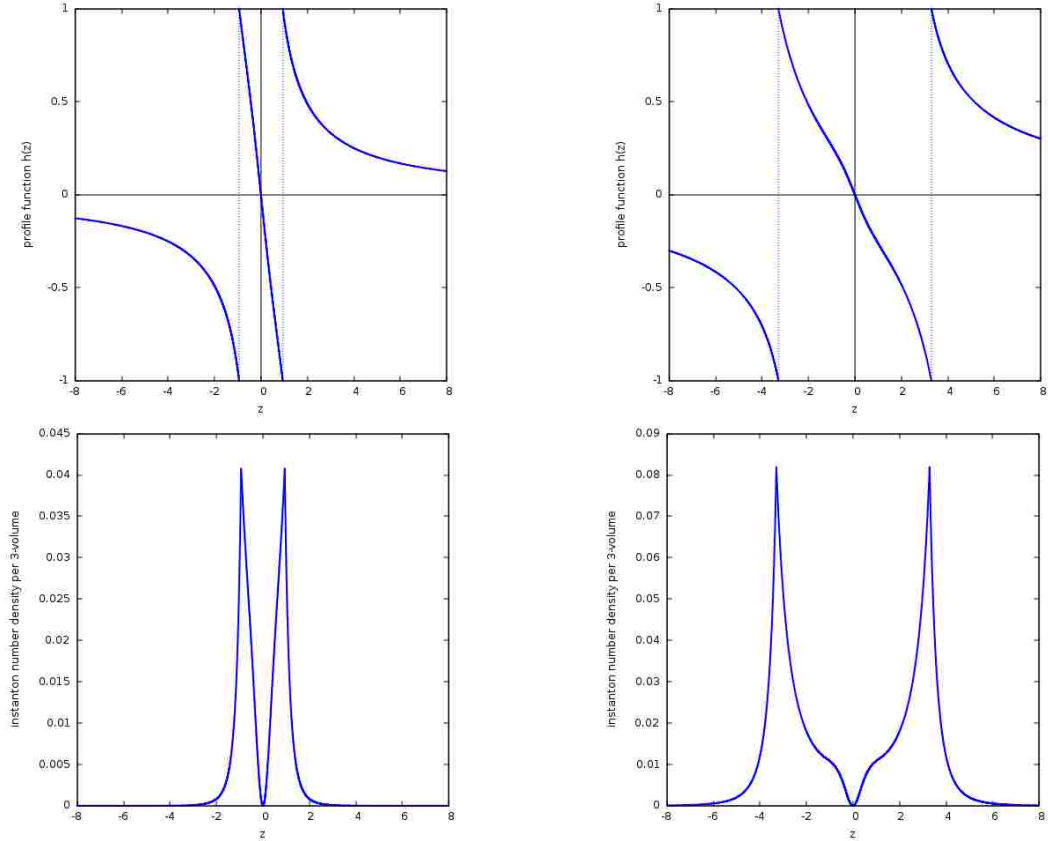 profile function h(z)
1
0.5
0
-0.5
-1
-8 -6 -4 -2 0 2 4 6 8
z
profile function h(z)
1
0.5
0
-0.5
-1
-8 -6 -4 -2 0 2 4 6 8
z
instanton number density per 3-volume
0.045
0.04
0.035
0.03
0.025
0.02
0.015
0.01
0.005
0
-8 -6 -4 -2 0 2 4 6 8
z
instanton number density per 3-volume
0.09
0.08
0.07
0.06
0.05
0.04
0.03
0.02
0.01
0
-8 -6 -4 -2 0 2 4 6 8
z